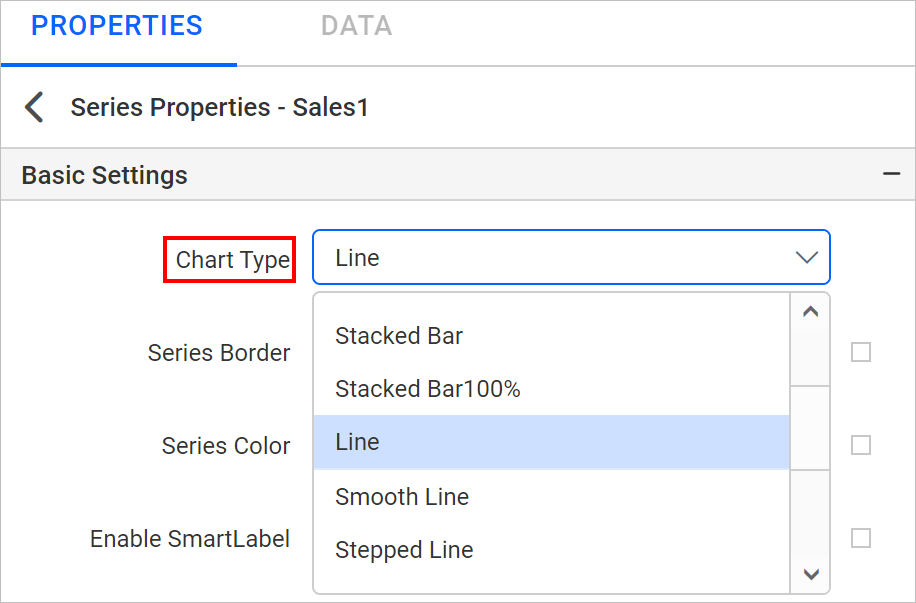 PROPERTIES DATA
Series Properties - Sales1
Basic Settings
Chart Type Line
Stacked Bar
Series Border
Stacked Bar100%
Line
Series Color
Smooth Line
Enable SmartLabel
Stepped Line